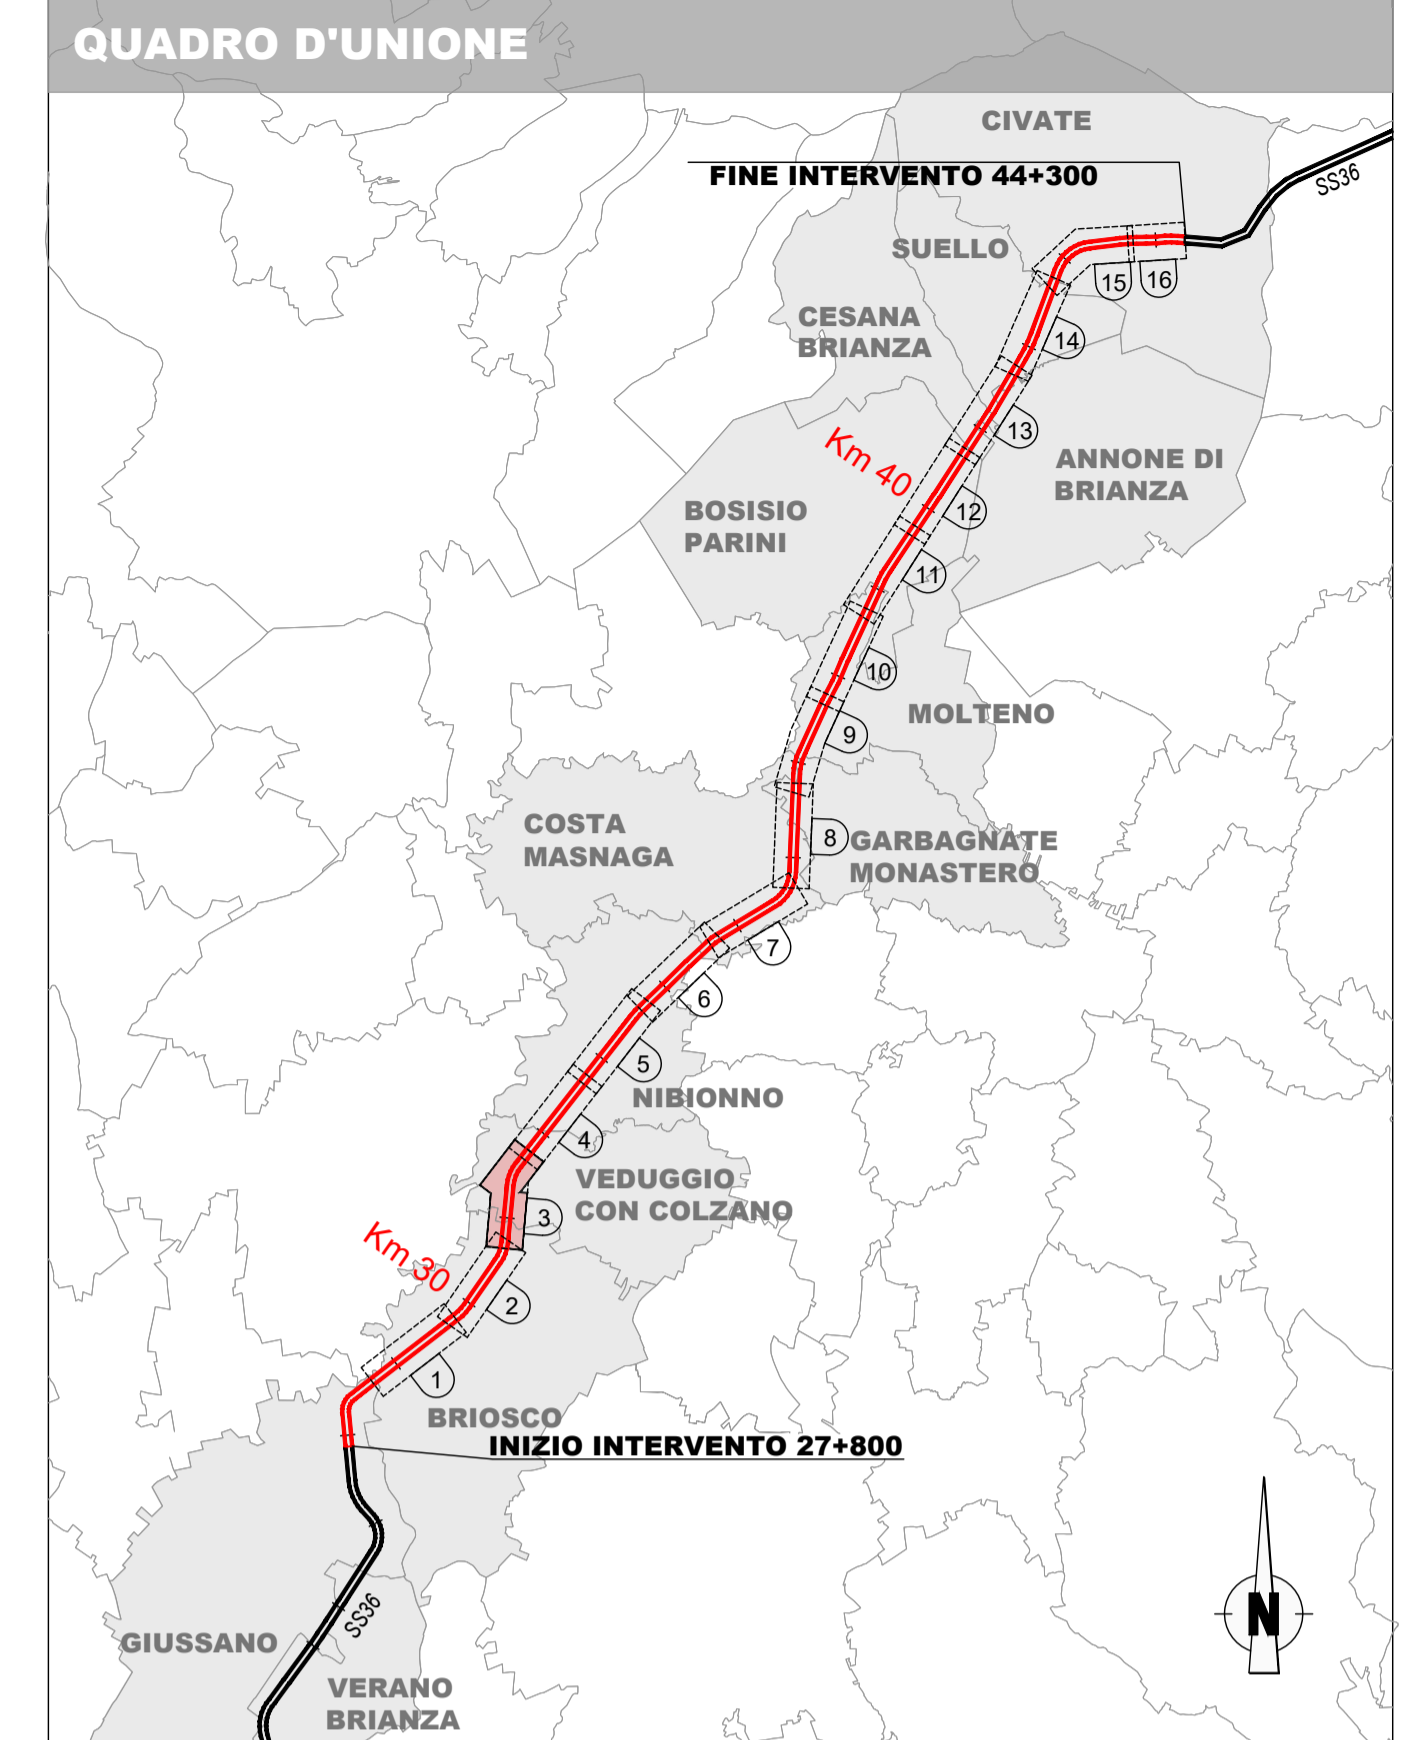 QUADRO D'UNIONE
CIVATE
FINE INTERVENTO 44+300
SS36
SUELLO
15
16
CESANA
BRIANZA
14
13
Km 40
ANNONE DI
BRIANZA
BOSISIO
PARINI
12
11
10
MOLTENO
9
COSTA
MASNAGA
8
GARBAGNATE
MONASTERO
7
6
5
NIBIONNO
4
VEDUGGIO
CON COLZANO
3
Km 30
2
1
BRIOSCO
INIZIO INTERVENTO 27+800
SS36
GIUSSANO
N
VERANO
BRIANZA